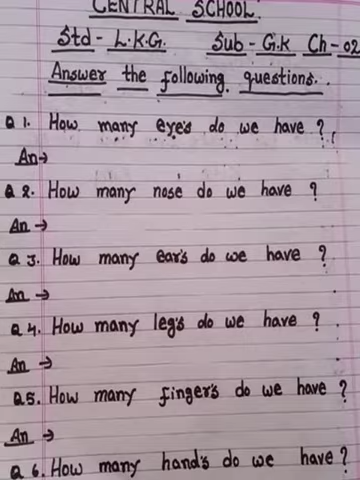 CENTRAL SCHOOL.
Std - L.K.G. Sub - G.K Ch - 02
Answer the following questions.
Q 1. How many eye's do we have ?
An→
Q 2. How many nose do we have ?
An →
Q 3. How many ear's do we have ?
An →
Q 4. How many leg's do we have ?
An →
Q 5. How many finger's do we have ?
An →
Q 6. How many hand's do we have ?